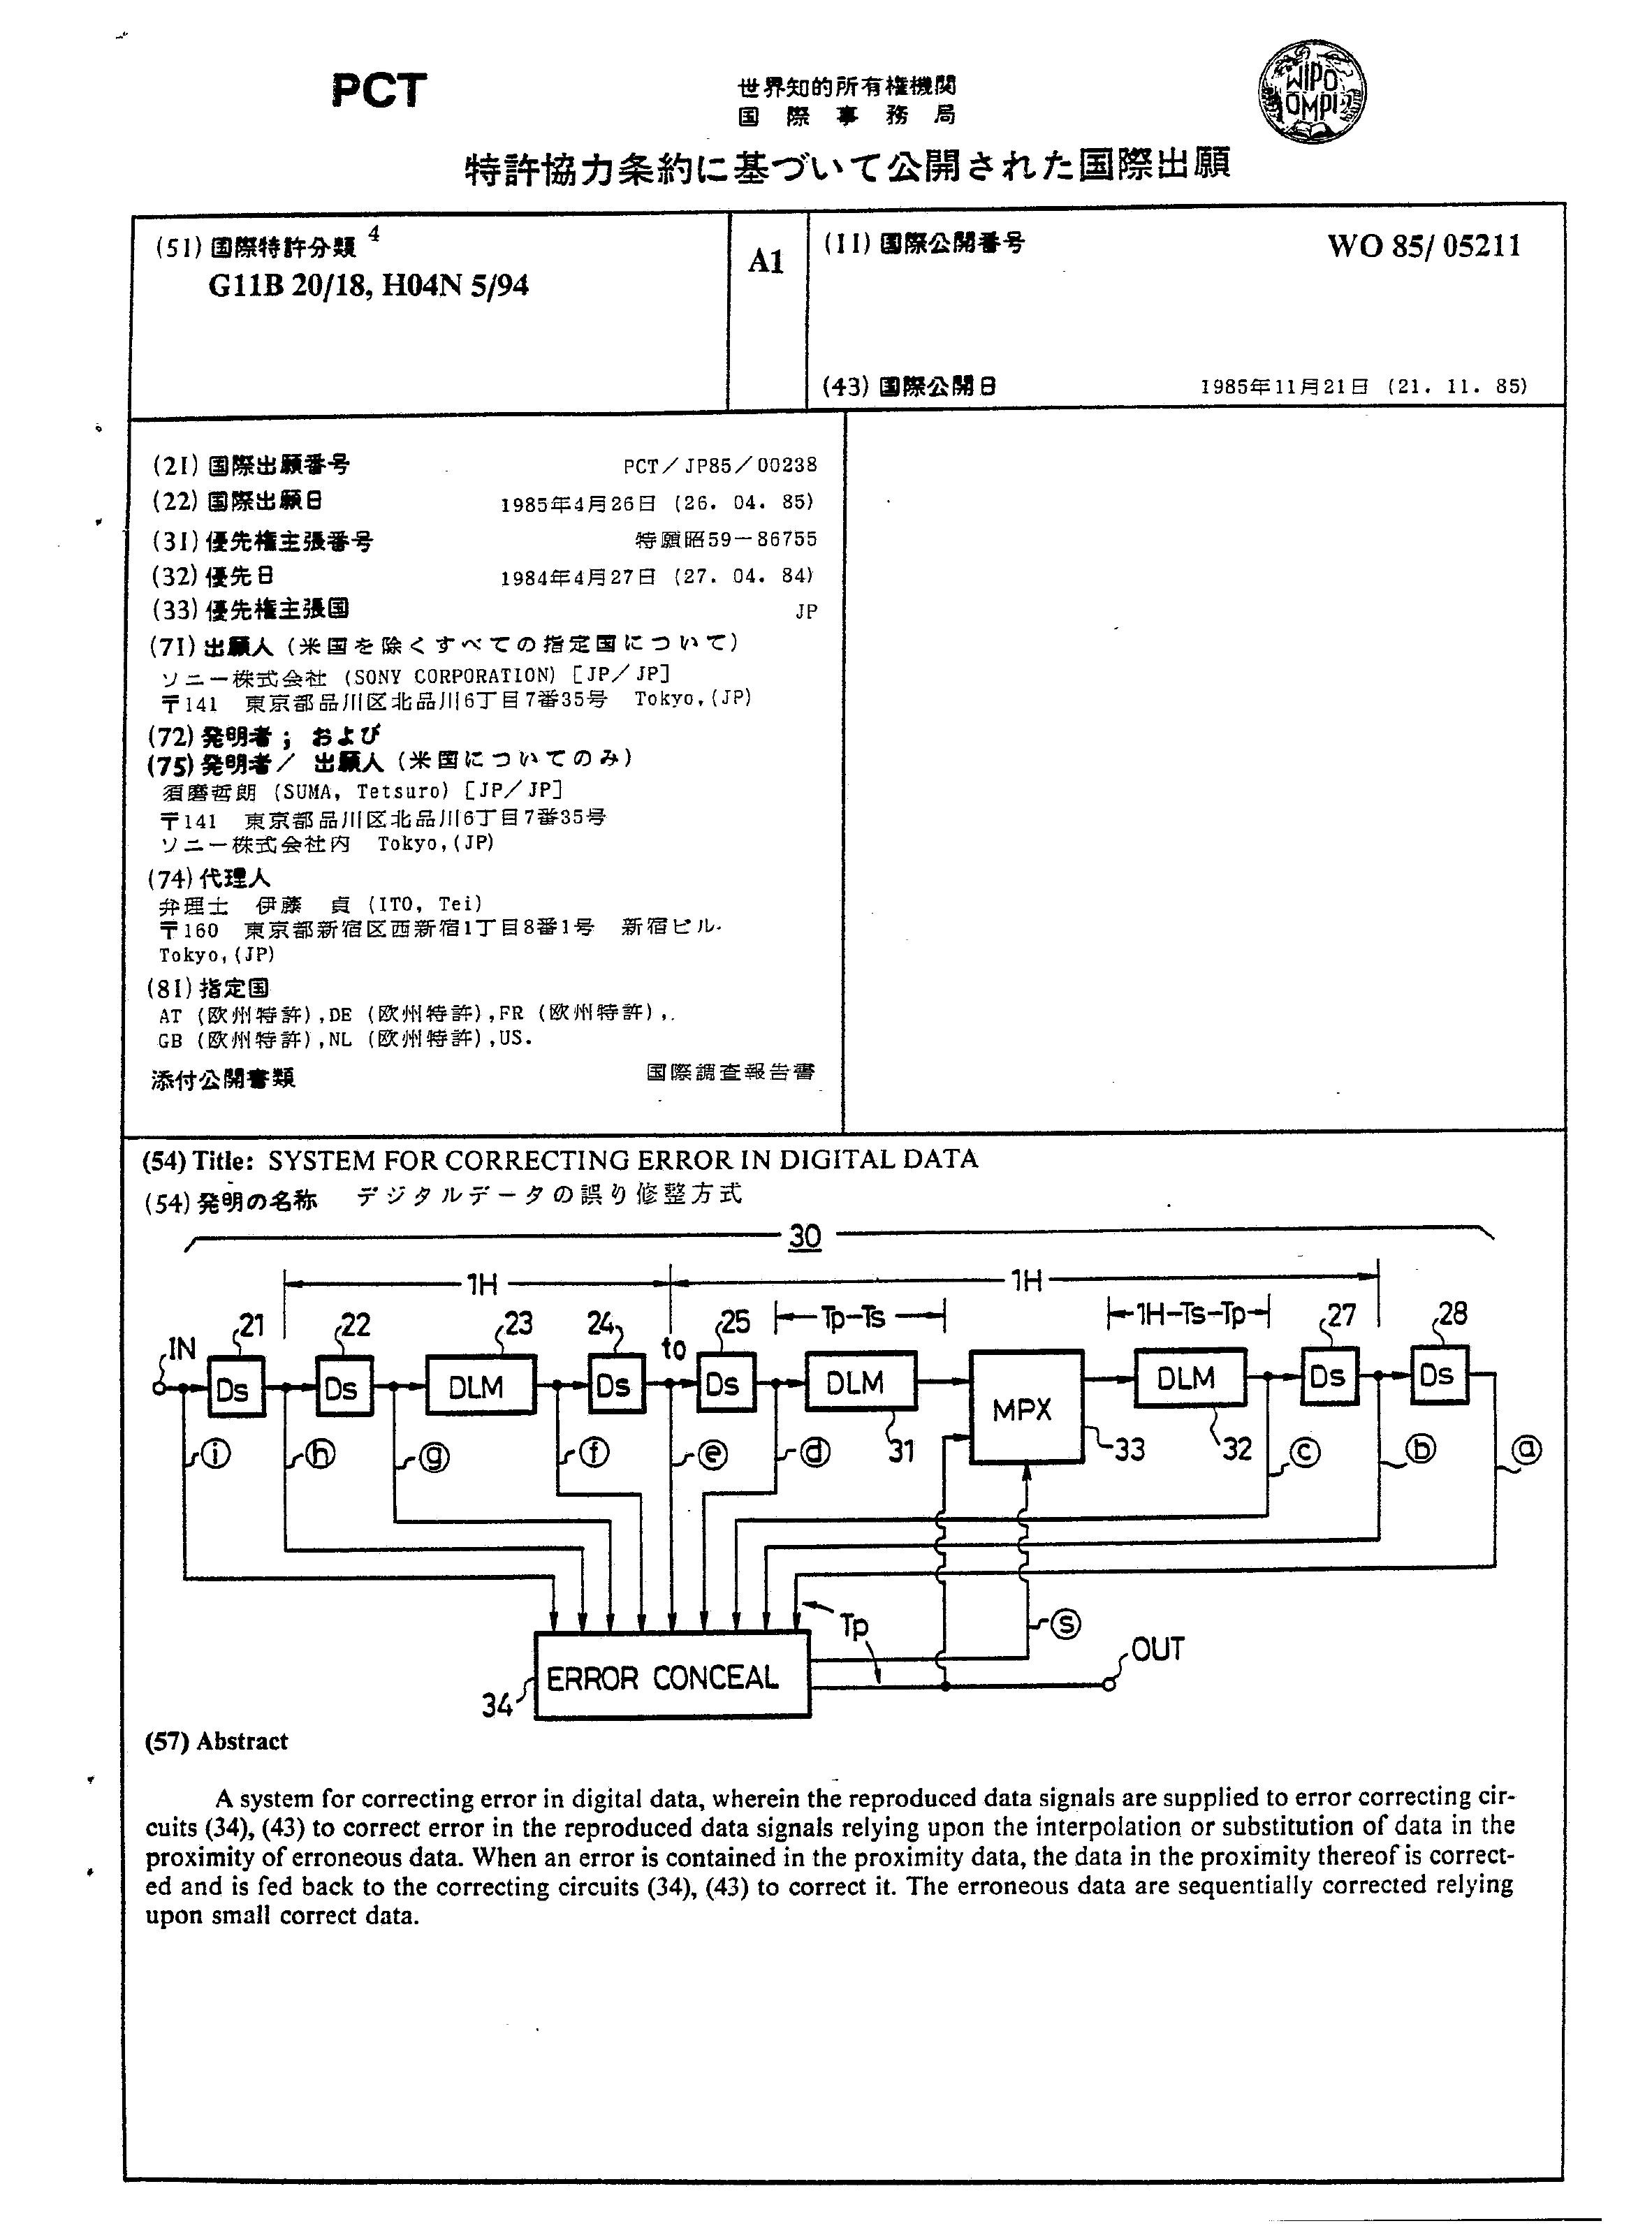 PCT
世界知的所有権機関
国際事務局
WIPO
OMPI
特許協力条約に基づいて公開された国際出願
(51) 国際特許分類 4
G11B 20/18, H04N 5/94
A1
(11) 国際公開番号 WO 85/ 05211
(43) 国際公開日 1985年11月21日 (21. 11. 85)
(21) 国際出願番号 PCT/JP85/00238
(22) 国際出願日 1985年4月26日 (26. 04. 85)
(31) 優先権主張番号 特願昭59-86755
(32) 優先日 1984年4月27日 (27. 04. 84)
(33) 優先権主張国 JP
(71) 出願人 (米国を除くすべての指定国について)
ソニー株式会社 (SONY CORPORATION) [JP/JP]
〒141 東京都品川区北品川6丁目7番35号 Tokyo, (JP)
(72) 発明者 ; および
(75) 発明者/ 出願人 (米国についてのみ)
須磨哲朗 (SUMA, Tetsuro) [JP/JP]
〒141 東京都品川区北品川6丁目7番35号
ソニー株式会社内 Tokyo, (JP)
(74) 代理人
弁理士 伊藤 貞 (ITO, Tei)
〒160 東京都新宿区西新宿1丁目8番1号 新宿ビル
Tokyo, (JP)
(81) 指定国
AT (欧州特許), DE (欧州特許), FR (欧州特許),
GB (欧州特許), NL (欧州特許), US.
添付公開書類 国際調査報告書
(54) Title: SYSTEM FOR CORRECTING ERROR IN DIGITAL DATA
(54) 発明の名称 デジタルデータの誤り修整方式
30
1H 1H
21 22 23 24 to 25 Tp-Ts 1H-Ts-Tp 27 28
IN
Ds Ds DLM Ds Ds DLM MPX DLM Ds Ds
31 33 32
i h g f e d c b a
Tp
s
OUT
ERROR CONCEAL
34
(57) Abstract
A system for correcting error in digital data, wherein the reproduced data signals are supplied to error correcting cir-
cuits (34), (43) to correct error in the reproduced data signals relying upon the interpolation or substitution of data in the
proximity of erroneous data. When an error is contained in the proximity data, the data in the proximity thereof is correct-
ed and is fed back to the correcting circuits (34), (43) to correct it. The erroneous data are sequentially corrected relying
upon small correct data.